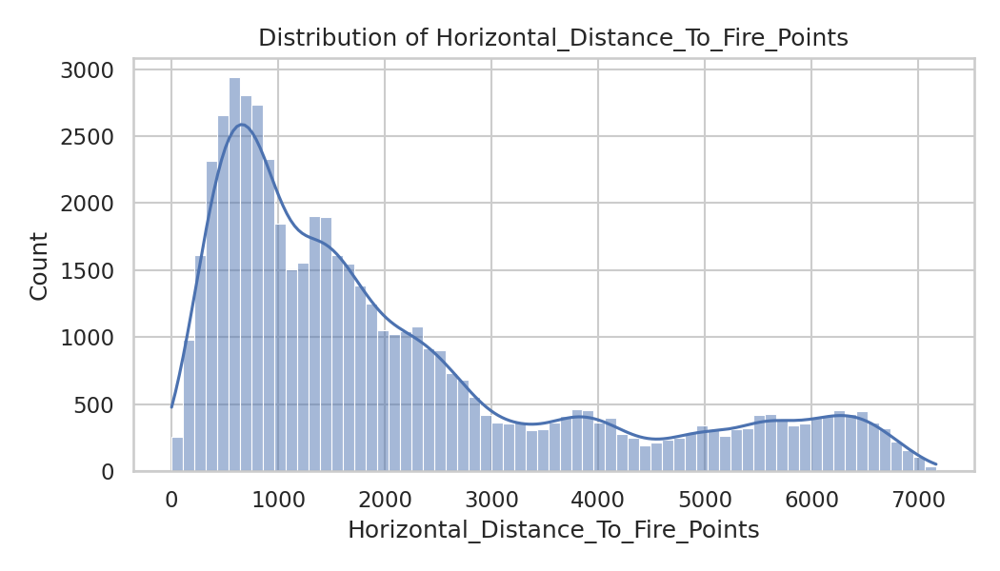 Distribution of Horizontal_Distance_To_Fire_Points
3000
2500
2000
1500
1000
500
0
Count
0 1000 2000 3000 4000 5000 6000 7000
Horizontal_Distance_To_Fire_Points